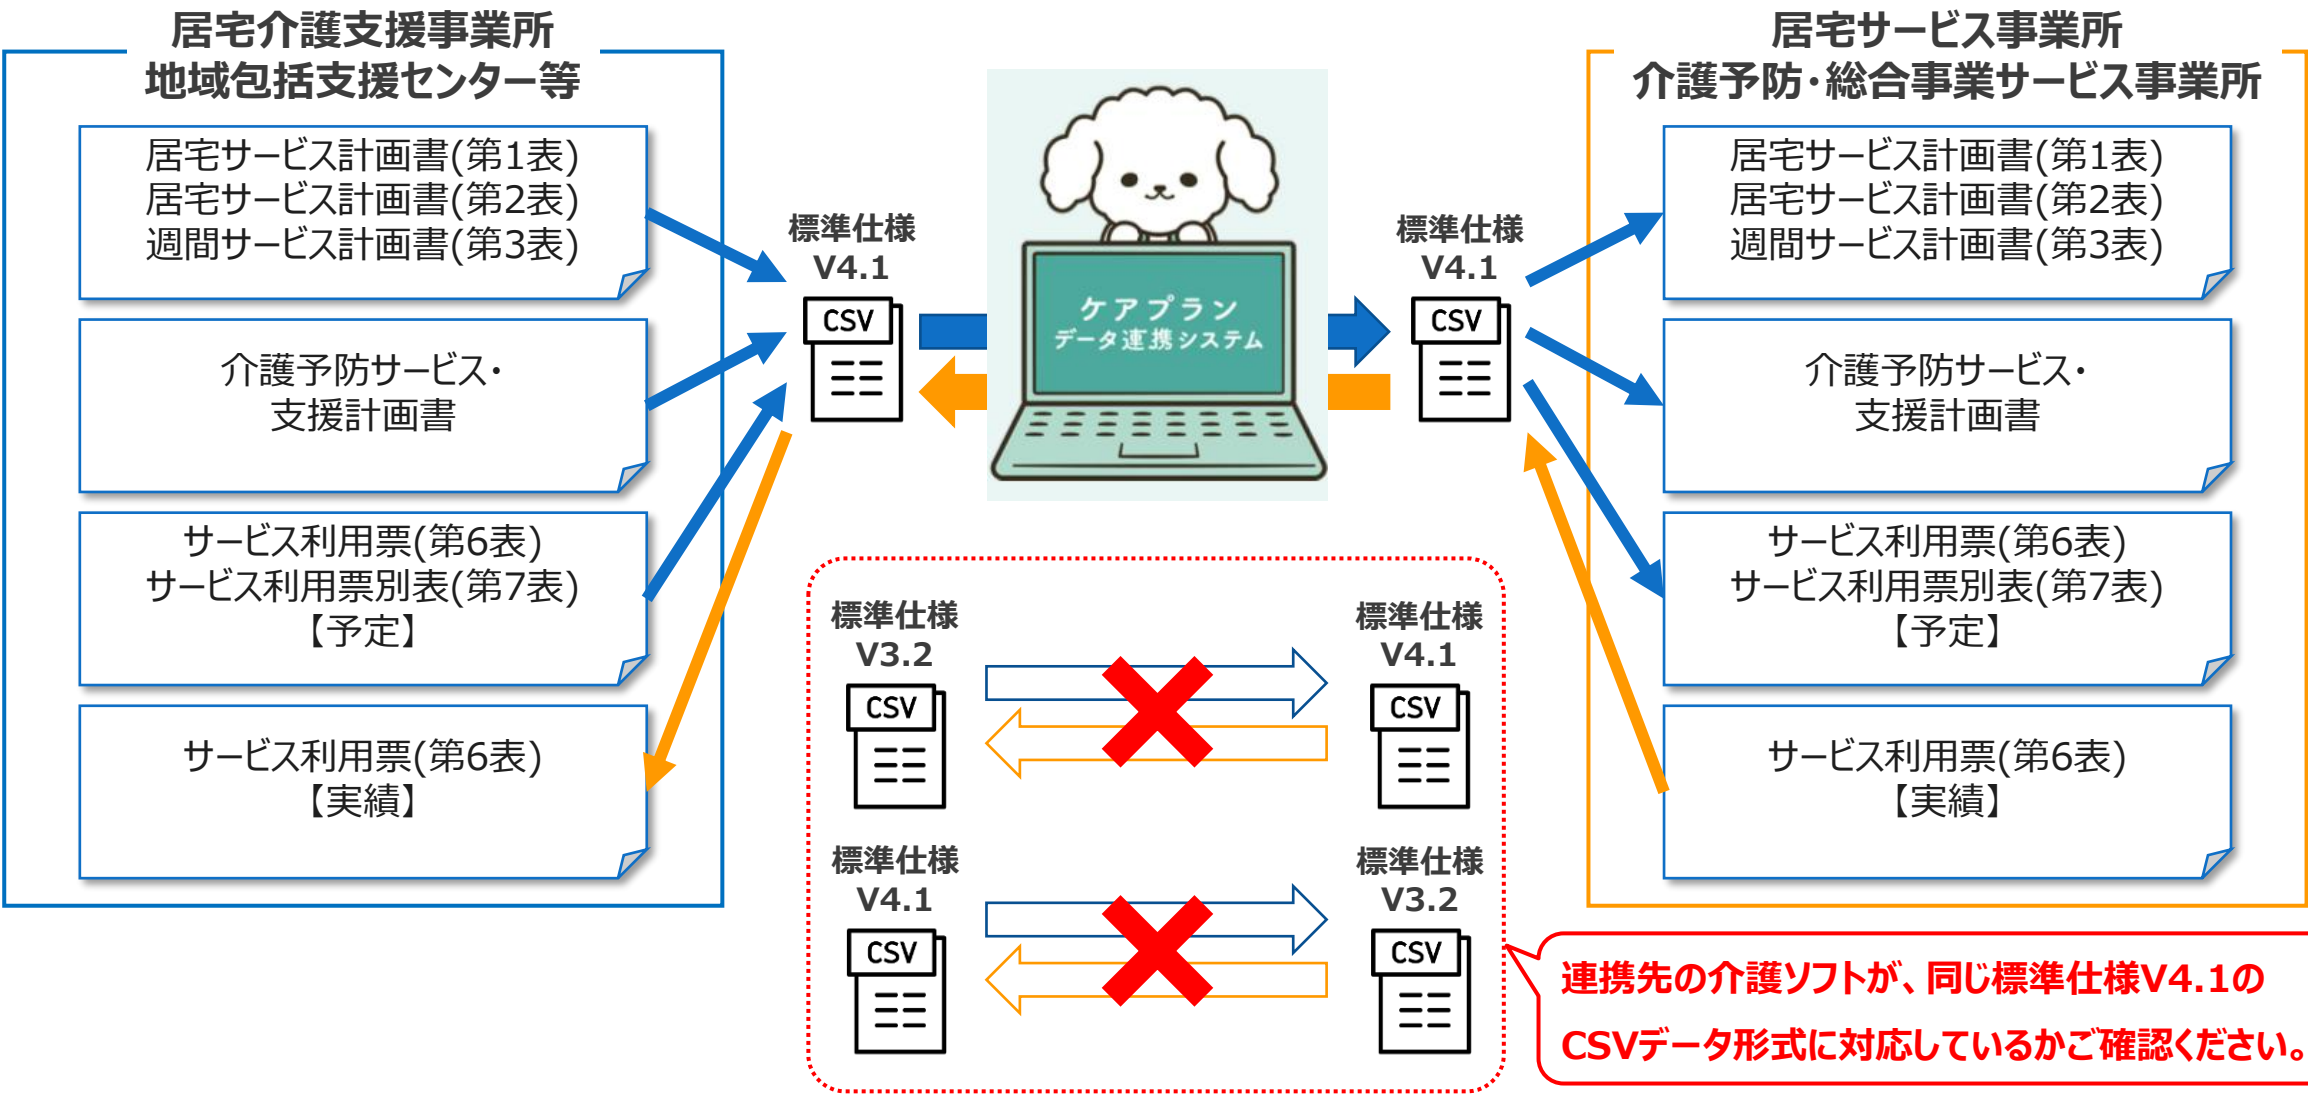 居宅介護支援事業所
地域包括支援センター等
居宅サービス計画書(第1表)
居宅サービス計画書(第2表)
週間サービス計画書(第3表)
介護予防サービス・
支援計画書
サービス利用票(第6表)
サービス利用票別表(第7表)
【予定】
サービス利用票(第6表)
【実績】
標準仕様
V4.1
CSV
ケアプラン
データ連携システム
標準仕様
V4.1
CSV
居宅サービス事業所
介護予防・総合事業サービス事業所
居宅サービス計画書(第1表)
居宅サービス計画書(第2表)
週間サービス計画書(第3表)
介護予防サービス・
支援計画書
サービス利用票(第6表)
サービス利用票別表(第7表)
【予定】
サービス利用票(第6表)
【実績】
標準仕様
V3.2
CSV
標準仕様
V4.1
CSV
標準仕様
V4.1
CSV
標準仕様
V3.2
CSV
連携先の介護ソフトが、同じ標準仕様V4.1の
CSVデータ形式に対応しているかご確認ください。